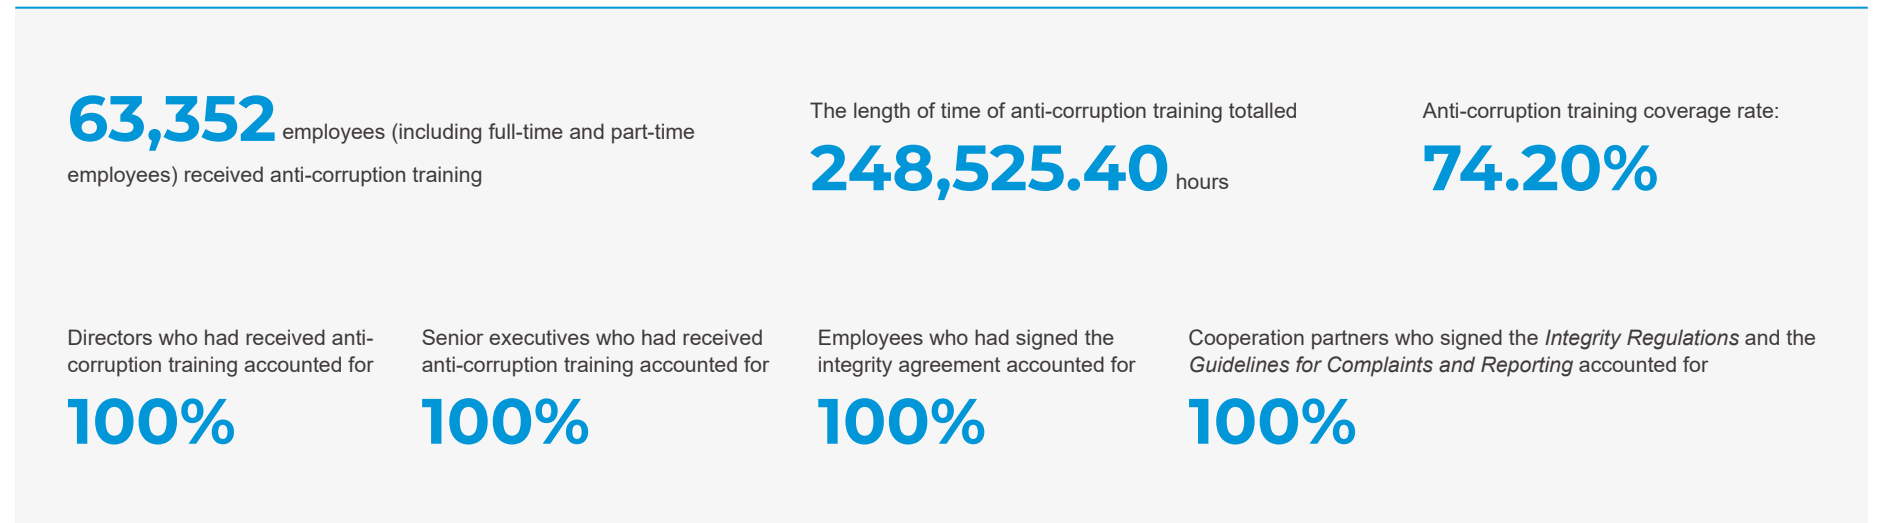 63,352 employees (including full-time and part-time
employees) received anti-corruption training
The length of time of anti-corruption training totalled
248,525.40 hours
Anti-corruption training coverage rate:
74.20%
Directors who had received anti-
corruption training accounted for
100%
Senior executives who had received
anti-corruption training accounted for
100%
Employees who had signed the
integrity agreement accounted for
100%
Cooperation partners who signed the Integrity Regulations and the
Guidelines for Complaints and Reporting accounted for
100%